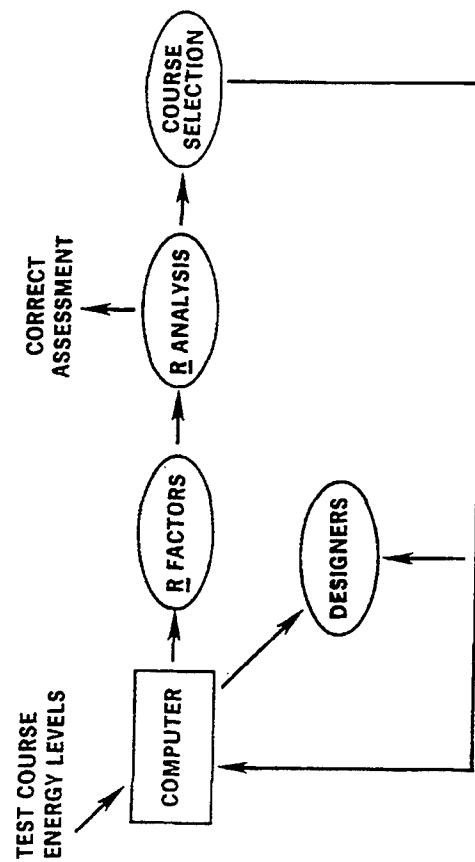 TEST COURSE
ENERGY LEVELS
COMPUTER
R FACTORS
R ANALYSIS
CORRECT
ASSESSMENT
COURSE
SELECTION
DESIGNERS